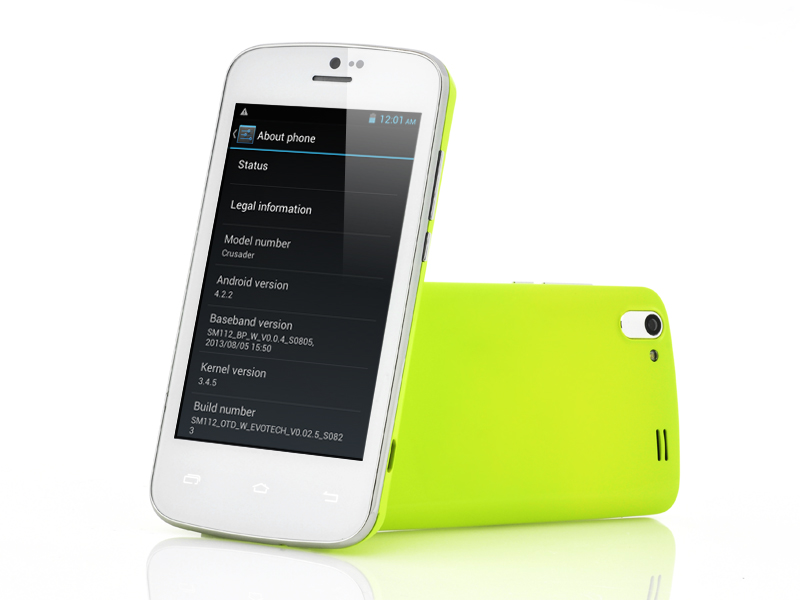 12:01 AM
About phone
Status
Legal information
Model number
Crusader
Android version
4.2.2
Baseband version
SM112_BP_W_V0.0.4_S0805,
2013/08/05 15:50
Kernel version
3.4.5
Build number
SM112_OTD_W_EVOTECH_V0.02.5_S082
3